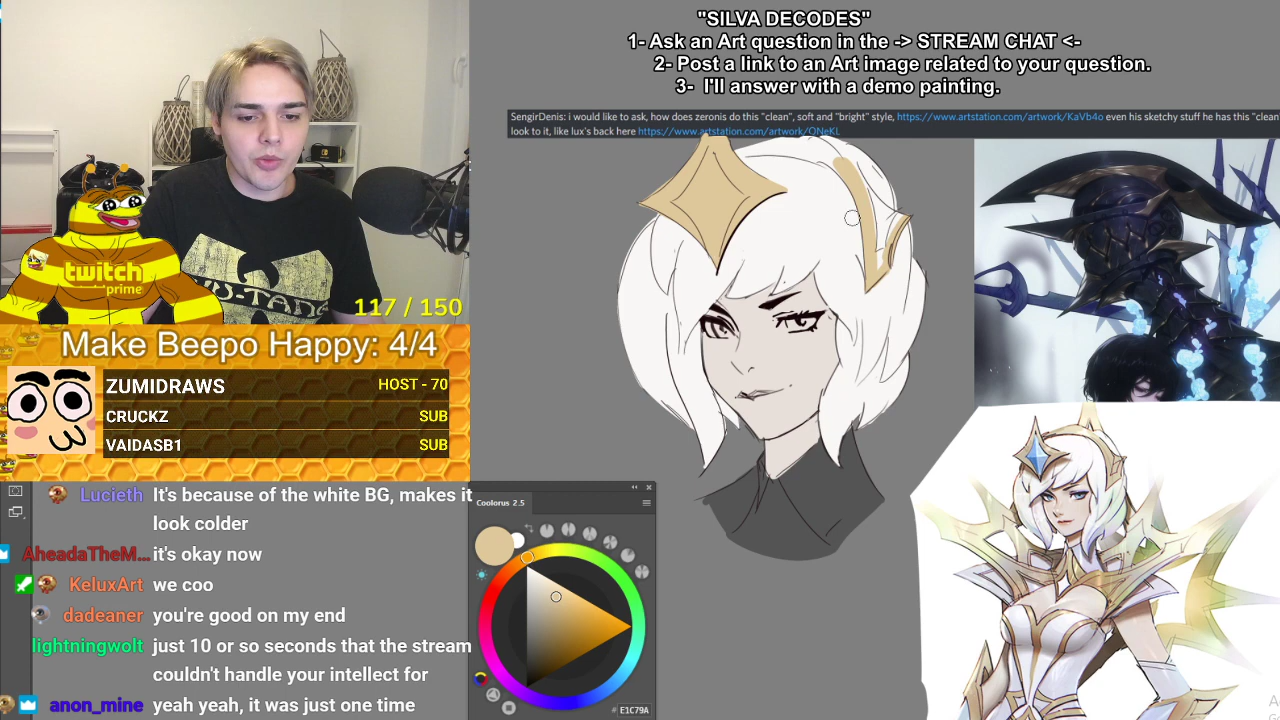 "SILVA DECODES"
1- Ask an Art question in the -> STREAM CHAT <-
2- Post a link to an Art image related to your question.
3- I'll answer with a demo painting.
SengirDenis: i would like to ask, how does zeronis do this "clean", soft and "bright" style, https://www.artstation.com/artwork/KaVb4o even his sketchy stuff he has this "clean
look to it, like lux's back here https://www.artstation.com/artwork/
twitch
prime
WU-TANG
117 / 150
Make Beepo Happy: 4/4
ZUMIDRAWS HOST - 70
CRUCKZ SUB
VAIDASB1 SUB
Lucieth It's because of the white BG, makes it
look colder
AheadaTheM... it's okay now
KeluxArt we coo
dadeaner you're good on my end
lightningwolt just 10 or so seconds that the stream
couldn't handle your intellect for
anon_mine yeah yeah, it was just one time
Coolorus 2.5
# E1C79A